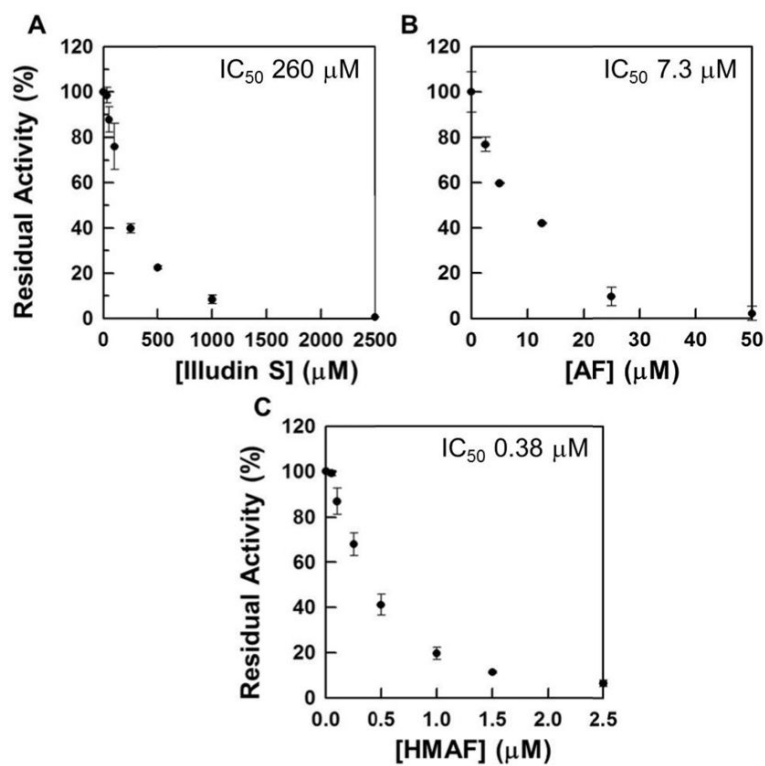 A
IC50 260 μM
120
100
80
60
40
20
0
Residual Activity (%)
0 500 1000 1500 2000 2500
[Illudin S] (μM)
B
IC50 7.3 μM
120
100
80
60
40
20
0
0 10 20 30 40 50
[AF] (μM)
C
IC50 0.38 μM
120
100
80
60
40
20
0
Residual Activity (%)
0.0 0.5 1.0 1.5 2.0 2.5
[HMAF] (μM)